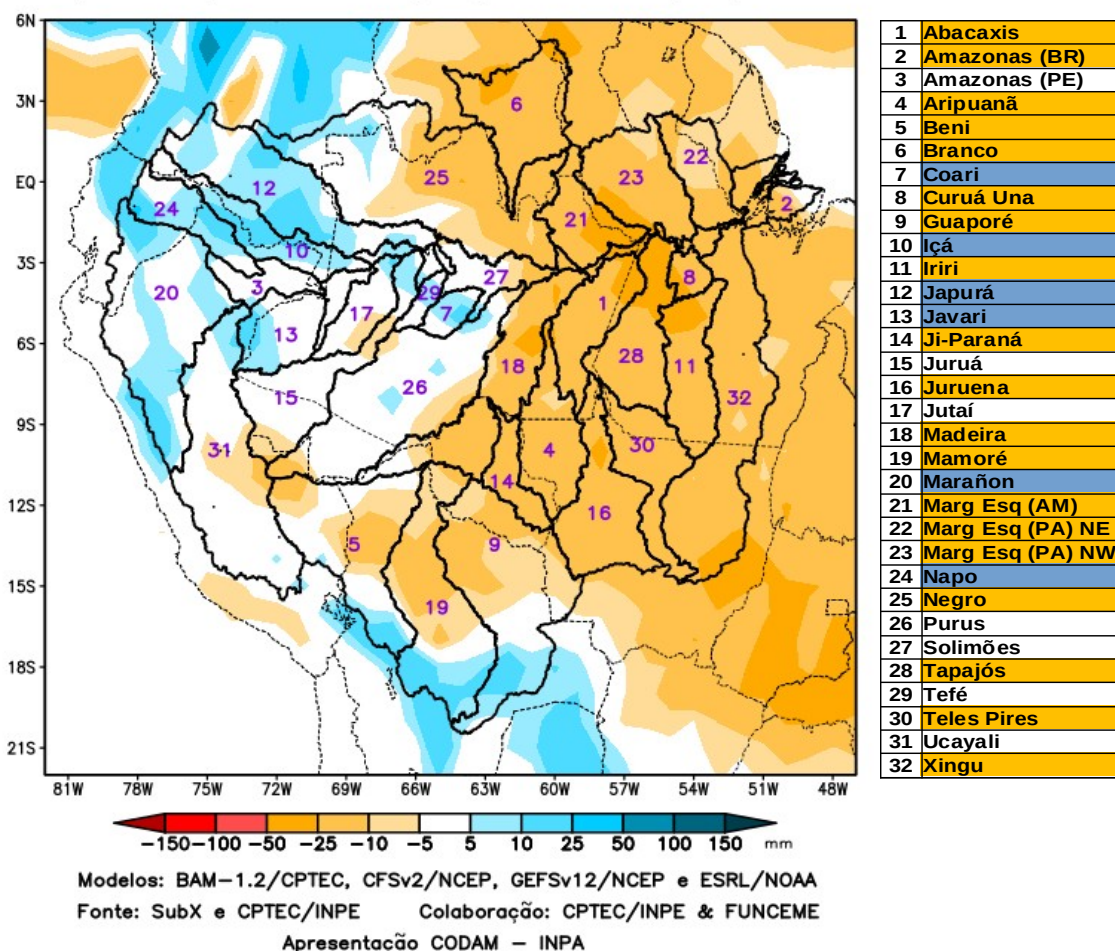 6N
3N
EQ
3S
6S
9S
12S
15S
18S
21S
81W 78W 75W 72W 69W 66W 63W 60W 57W 54W 51W 48W
6
22
12
25
23
24
21
2
10
27
8
3
29
20
17
7
1
13
28
18
11
26
15
32
31
30
4
14
16
5
9
19
-150 -100 -50 -25 -10 -5 5 10 25 50 100 150 mm
Modelos: BAM-1.2/CPTEC, CFSv2/NCEP, GEFSv12/NCEP e ESRL/NOAA
Fonte: SubX e CPTEC/INPE Colaboração: CPTEC/INPE & FUNCEME
Apresentação CODAM - INPA
1 Abacaxis
2 Amazonas (BR)
3 Amazonas (PE)
4 Aripuanã
5 Beni
6 Branco
7 Coari
8 Curuá Una
9 Guaporé
10 Içá
11 Iriri
12 Japurá
13 Javari
14 Ji-Paraná
15 Juruá
16 Juruena
17 Jutaí
18 Madeira
19 Mamoré
20 Marañon
21 Marg Esq (AM)
22 Marg Esq (PA) NE
23 Marg Esq (PA) NW
24 Napo
25 Negro
26 Purus
27 Solimões
28 Tapajós
29 Tefé
30 Teles Pires
31 Ucayali
32 Xingu